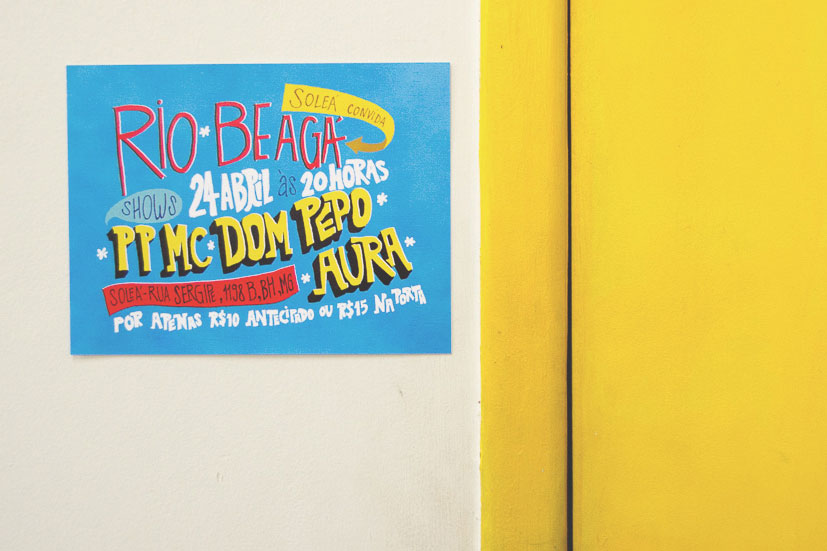 SOLEA CONVIDA
RIO*BEAGÁ
24 ABRIL às 20 HORAS
SHOWS
*PP MC*DOM PÊPO*
*AURA*
SOLEA-RUA SERGIPE, 1198 B.BH.MG
POR APENAS R$10 ANTECIPADO OU R$15 NA PORTA